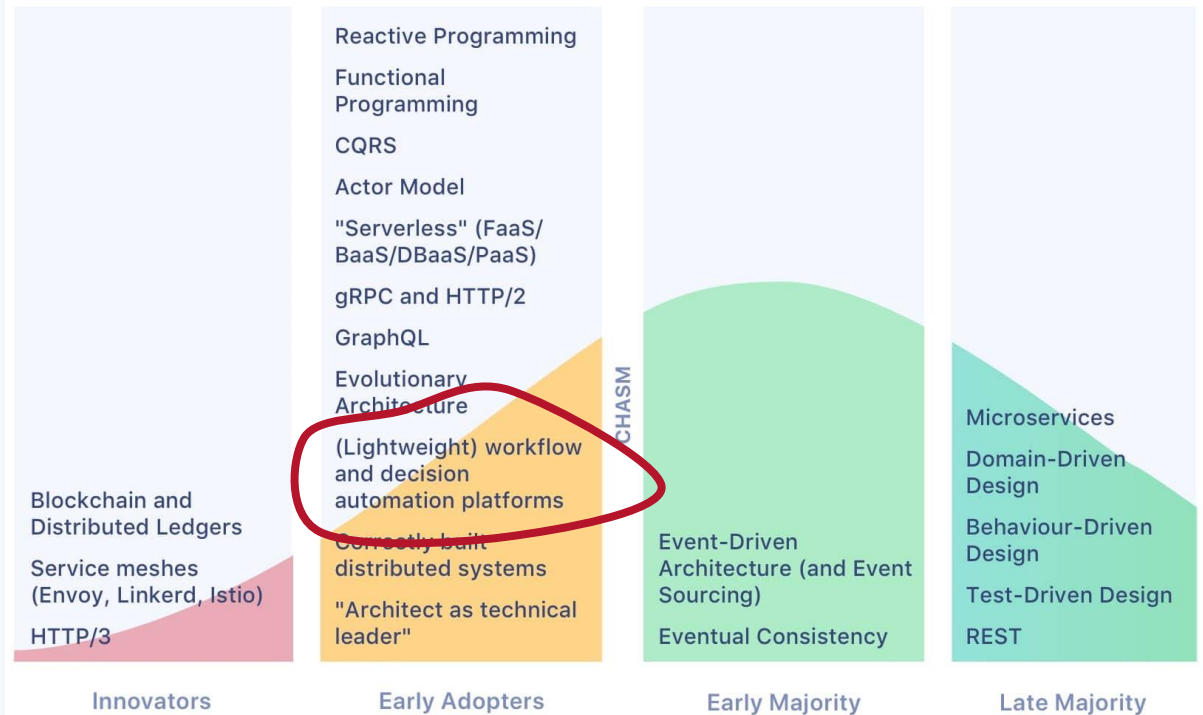 Blockchain and
Distributed Ledgers
Service meshes
(Envoy, Linkerd, Istio)
HTTP/3
Innovators
Reactive Programming
Functional
Programming
CQRS
Actor Model
"Serverless" (FaaS/
BaaS/DBaaS/PaaS)
gRPC and HTTP/2
GraphQL
Evolutionary
Architecture
(Lightweight) workflow
and decision
automation platforms
Correctly built
distributed systems
"Architect as technical
leader"
Early Adopters
CHASM
Event-Driven
Architecture (and Event
Sourcing)
Eventual Consistency
Early Majority
Microservices
Domain-Driven
Design
Behaviour-Driven
Design
Test-Driven Design
REST
Late Majority